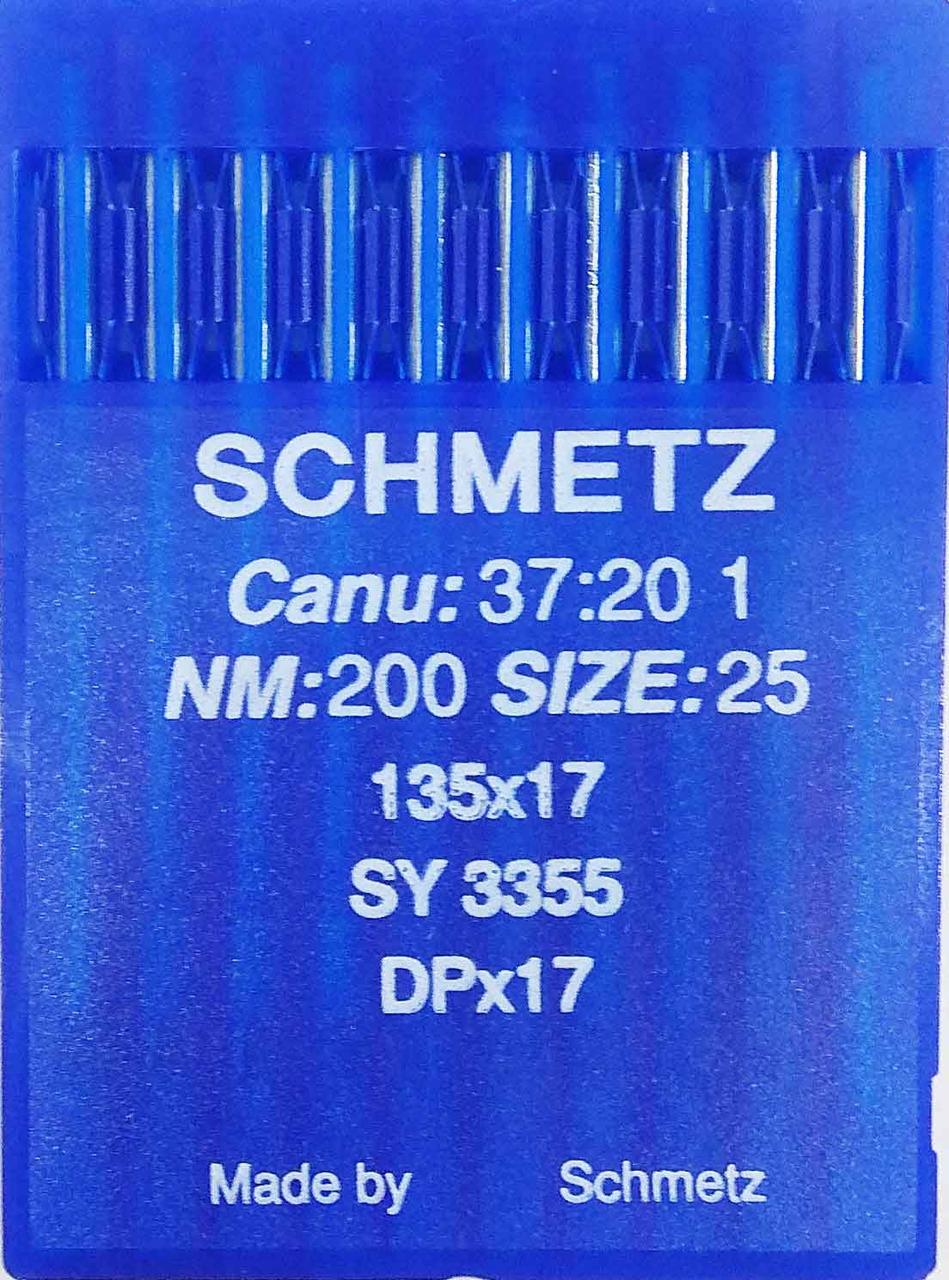 SCHMETZ
Canu: 37:20 1
NM:200 SIZE:25
135x17
SY 3355
DPx17
Made by Schmetz